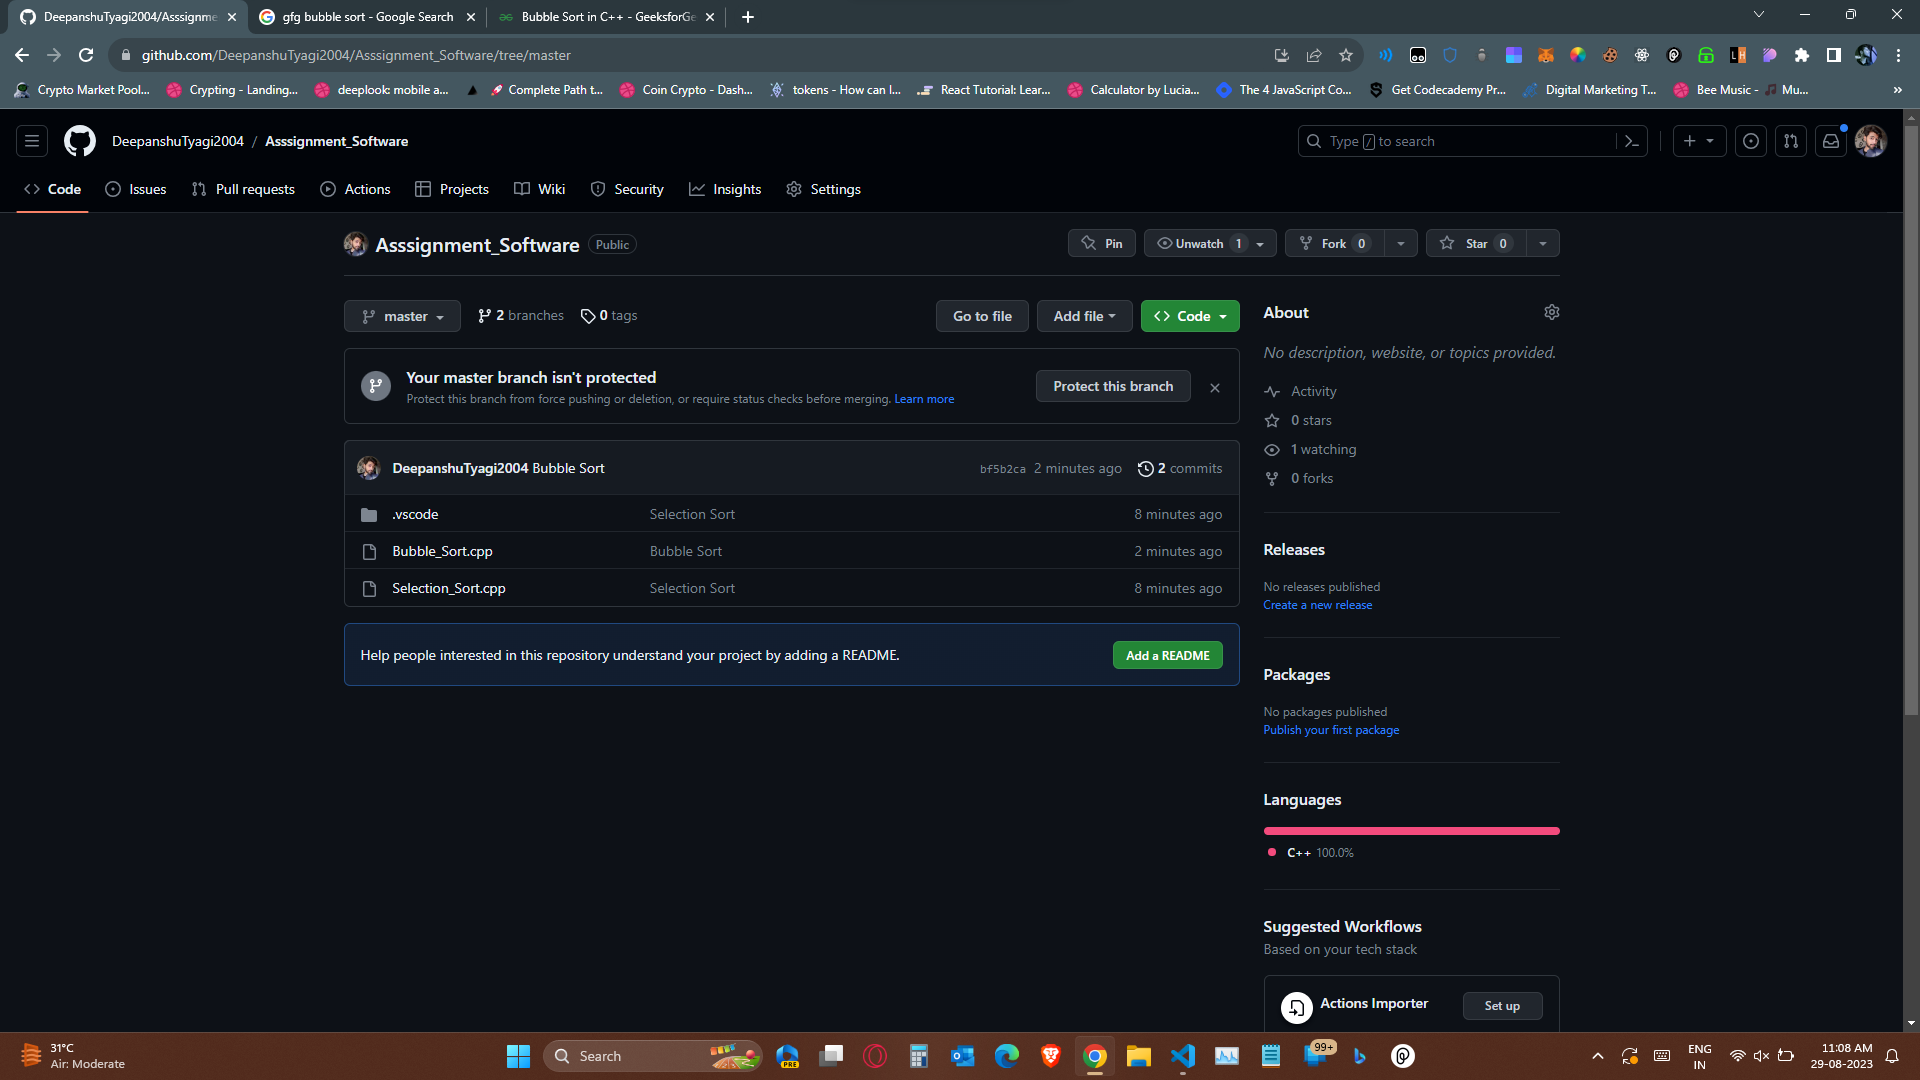 DeepanshuTyagi2004/Asssignme
gfg bubble sort - Google Search
Bubble Sort in C++ - GeeksforGe
github.com/DeepanshuTyagi2004/Asssignment_Software/tree/master
Crypto Market Pool...
Crypting - Landing...
deeplook: mobile a...
Complete Path t...
Coin Crypto - Dash...
tokens - How can I...
React Tutorial: Lear...
Calculator by Lucia...
The 4 JavaScript Co...
Get Codecademy Pr...
Digital Marketing T...
Bee Music - Mu...
DeepanshuTyagi2004 / Asssignment_Software
Type / to search
Code
Issues
Pull requests
Actions
Projects
Wiki
Security
Insights
Settings
Asssignment_Software Public
Pin
Unwatch 1
Fork 0
Star 0
master
2 branches
0 tags
Go to file
Add file
Code
Your master branch isn't protected
Protect this branch from force pushing or deletion, or require status checks before merging. Learn more
Protect this branch
DeepanshuTyagi2004 Bubble Sort
bf5b2ca 2 minutes ago
2 commits
.vscode Selection Sort 8 minutes ago
Bubble_Sort.cpp Bubble Sort 2 minutes ago
Selection_Sort.cpp Selection Sort 8 minutes ago
Help people interested in this repository understand your project by adding a README.
Add a README
About
No description, website, or topics provided.
Activity
0 stars
1 watching
0 forks
Releases
No releases published
Create a new release
Packages
No packages published
Publish your first package
Languages
C++ 100.0%
Suggested Workflows
Based on your tech stack
Actions Importer
Set up
31°C
Air: Moderate
Search
PRE
99+
ENG
IN
11:08 AM
29-08-2023